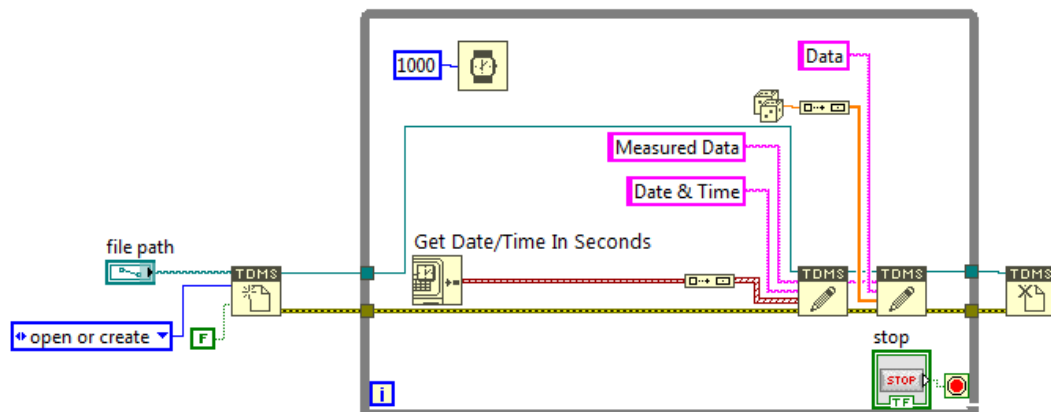 1000
Data
Measured Data
Date & Time
Get Date/Time In Seconds
file path
TDMS
TDMS
TDMS
TDMS
open or create
F
stop
STOP
TF
i